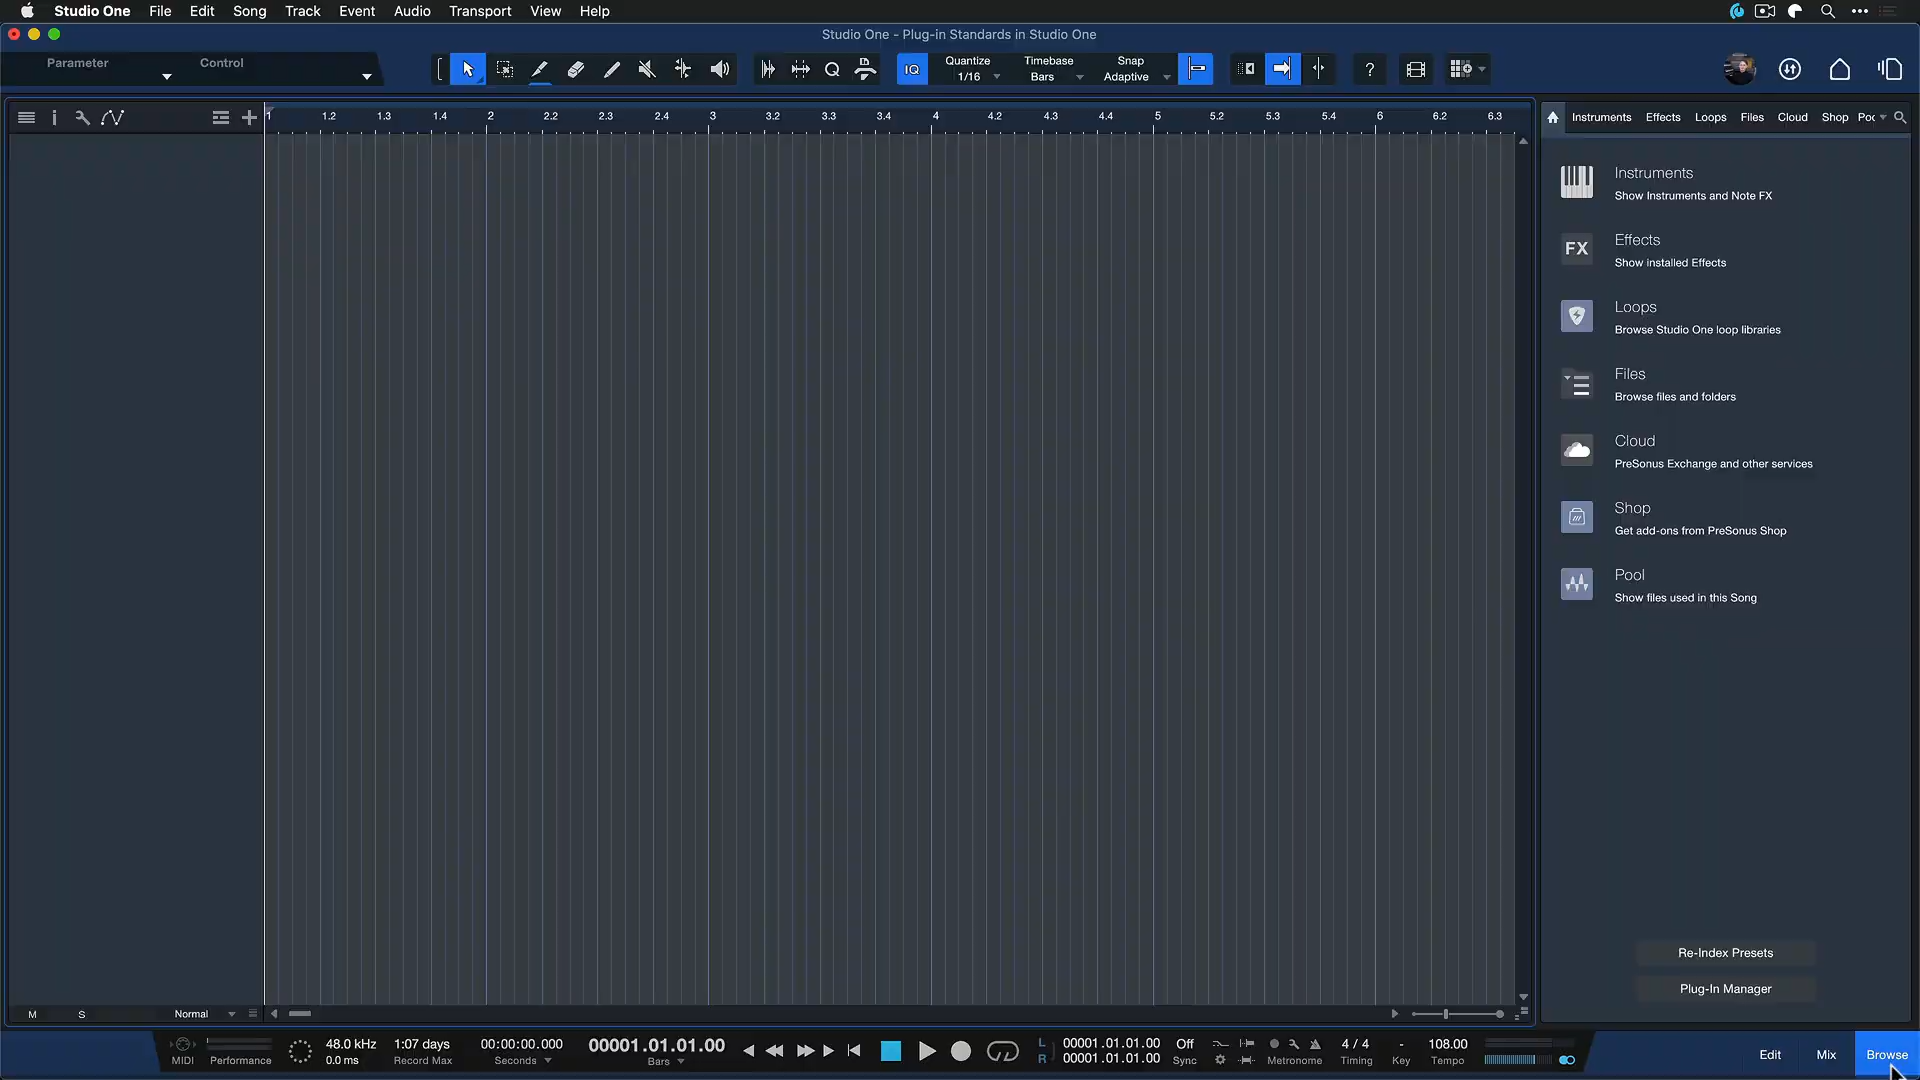 Studio One File Edit Song Track Event Audio Transport View Help
Studio One - Plug-in Standards in Studio One
Parameter Control
IQ
Quantize
1/16
Timebase
Bars
Snap
Adaptive
?
i
1 1.2 1.3 1.4 2 2.2 2.3 2.4 3 3.2 3.3 3.4 4 4.2 4.3 4.4 5 5.2 5.3 5.4 6 6.2 6.3
Instruments Effects Loops Files Cloud Shop Poc
Instruments
Show Instruments and Note FX
FX
Effects
Show installed Effects
Loops
Browse Studio One loop libraries
Files
Browse files and folders
Cloud
PreSonus Exchange and other services
Shop
Get add-ons from PreSonus Shop
Pool
Show files used in this Song
Re-Index Presets
Plug-In Manager
M S Normal
MIDI
Performance
48.0 kHz
0.0 ms
1:07 days
Record Max
00:00:00.000
Seconds
00001.01.01.00
Bars
L 00001.01.01.00
R 00001.01.01.00
Off
Sync
Metronome
4 / 4
Timing
-
Key
108.00
Tempo
Edit Mix Browse